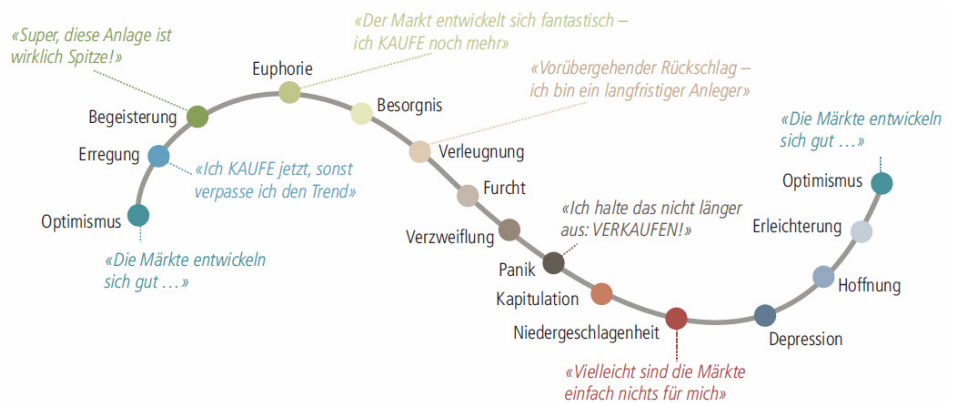 «Super, diese Anlage ist
wirklich Spitze!»
«Der Markt entwickelt sich fantastisch –
ich KAUFE noch mehr»
Euphorie
«Vorübergehender Rückschlag –
ich bin ein langfristiger Anleger»
Begeisterung
Besorgnis
Erregung
«Ich KAUFE jetzt, sonst
verpasse ich den Trend»
Verleugnung
«Die Märkte entwickeln
sich gut …»
Optimismus
Furcht
Optimismus
«Die Märkte entwickeln
sich gut …»
Verzweiflung
«Ich halte das nicht länger
aus: VERKAUFEN!»
Erleichterung
Panik
Kapitulation
Hoffnung
Niedergeschlagenheit
Depression
«Vielleicht sind die Märkte
einfach nichts für mich»